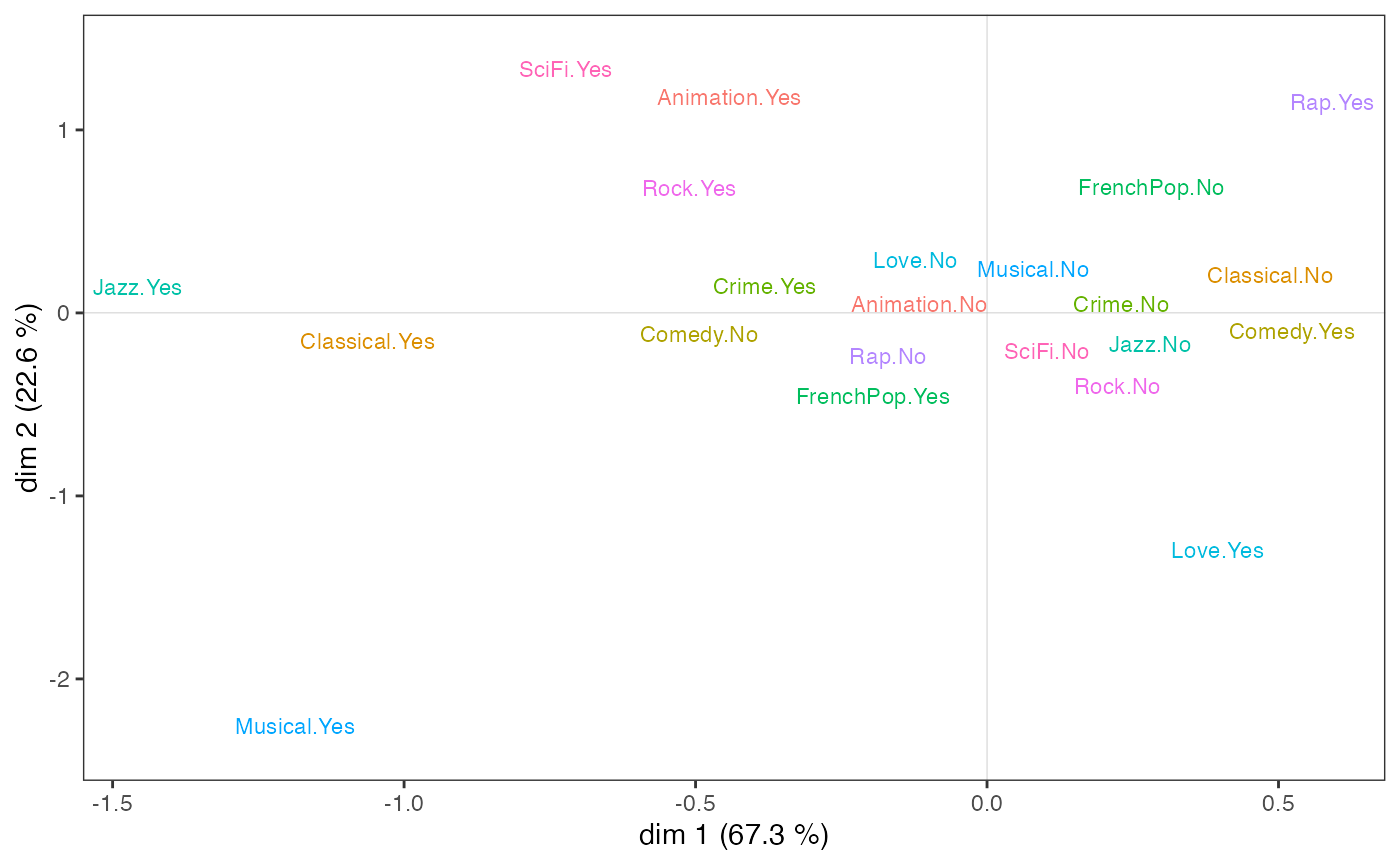 SciFi.Yes
Animation.Yes
Rap.Yes
1
Rock.Yes
FrenchPop.No
Love.No
Musical.No
Classical.No
Jazz.Yes
Crime.Yes
Animation.No
Crime.No
0
Classical.Yes
Comedy.No
Comedy.Yes
Rap.No
SciFi.No
Jazz.No
FrenchPop.Yes
Rock.No
dim 2 (22.6 %)
-1
Love.Yes
-2
Musical.Yes
-1.5 -1.0 -0.5 0.0 0.5
dim 1 (67.3 %)